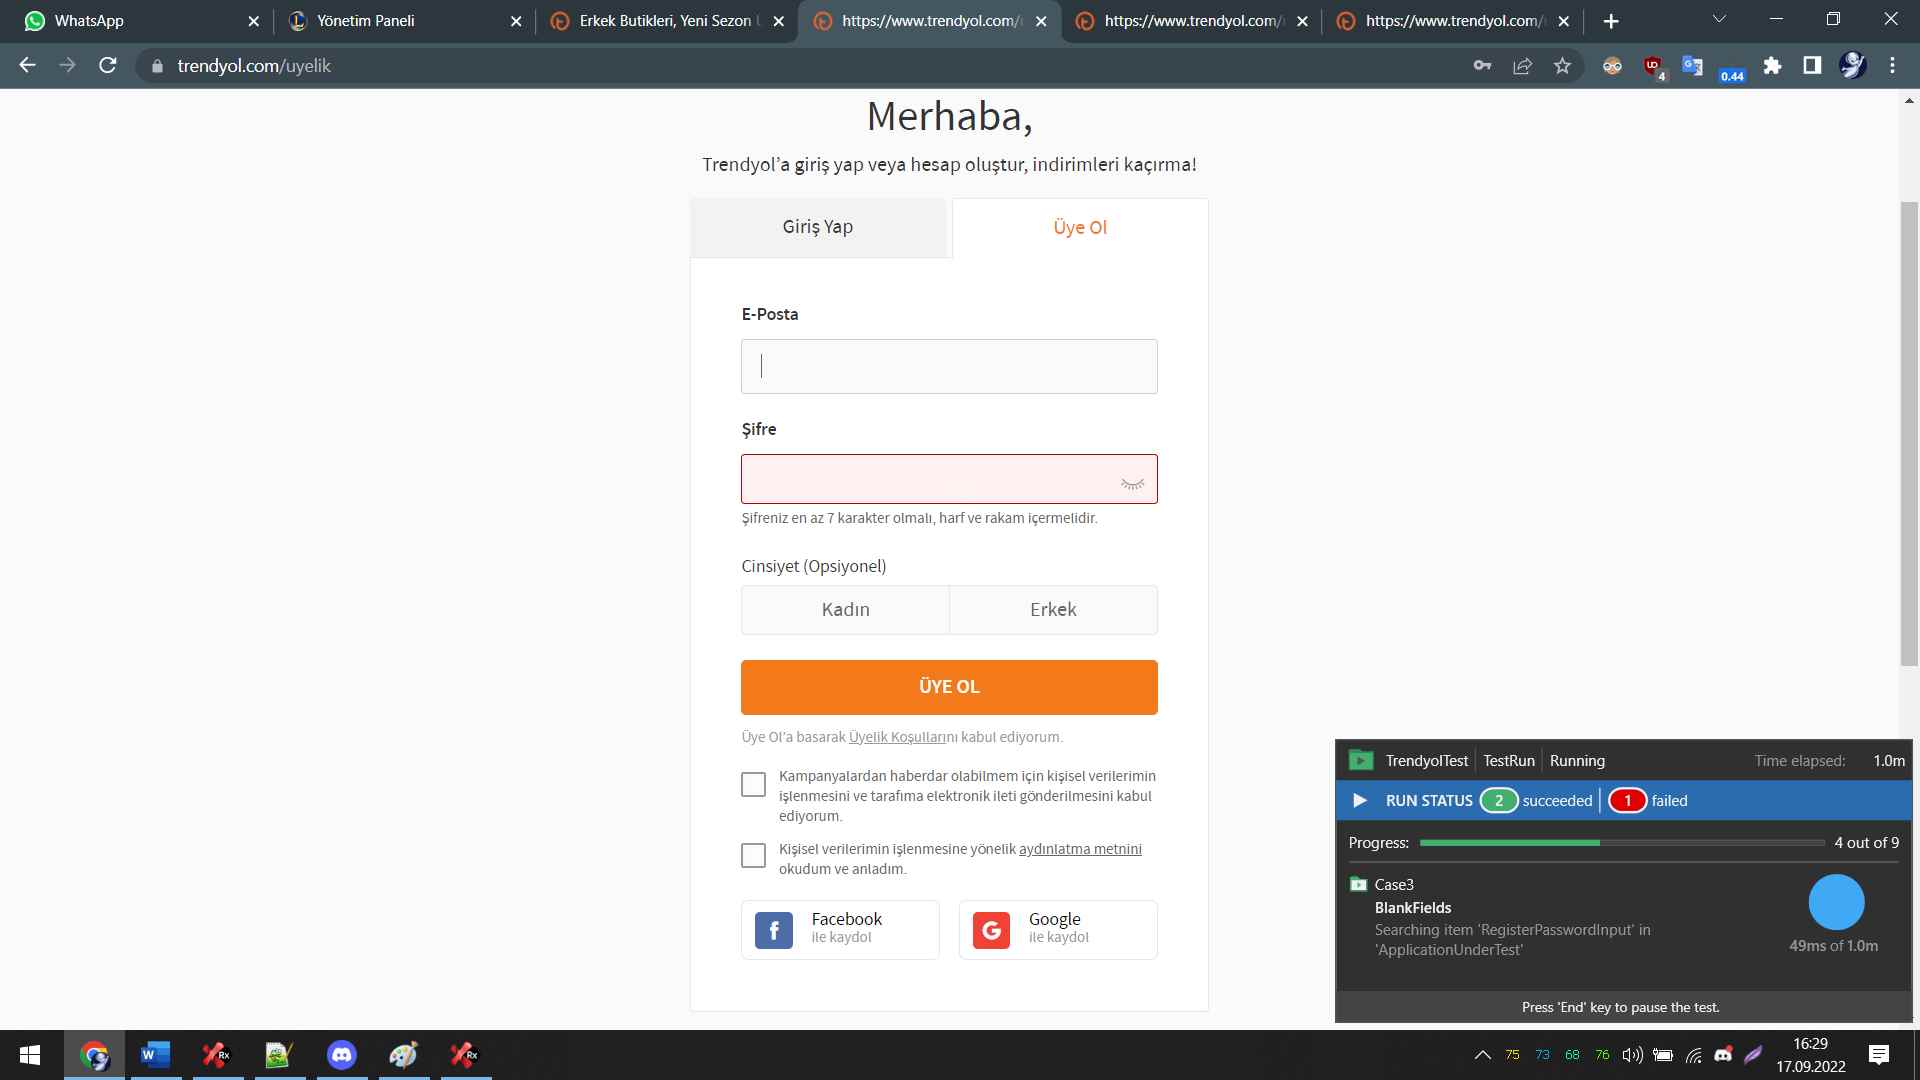 WhatsApp
Yönetim Paneli
Erkek Butikleri, Yeni Sezon
https://www.trendyol.com/
https://www.trendyol.com/
https://www.trendyol.com/
trendyol.com/uyelik
4
0.44
Merhaba,
Trendyol’a giriş yap veya hesap oluştur, indirimleri kaçırma!
Giriş Yap
Üye Ol
E-Posta
Şifre
Şifreniz en az 7 karakter olmalı, harf ve rakam içermelidir.
Cinsiyet (Opsiyonel)
Kadın
Erkek
ÜYE OL
Üye Ol’a basarak Üyelik Koşullarını kabul ediyorum.
Kampanyalardan haberdar olabilmem için kişisel verilerimin
işlenmesini ve tarafıma elektronik ileti gönderilmesini kabul
ediyorum.
Kişisel verilerimin işlenmesine yönelik aydınlatma metnini
okudum ve anladım.
Facebook
ile kaydol
Google
ile kaydol
TrendyolTest TestRun Running Time elapsed: 1.0m
RUN STATUS 2 succeeded 1 failed
Progress: 4 out of 9
Case3
BlankFields
Searching item 'RegisterPasswordInput' in
'ApplicationUnderTest'
49ms of 1.0m
Press 'End' key to pause the test.
75 73 68 76
16:29
17.09.2022